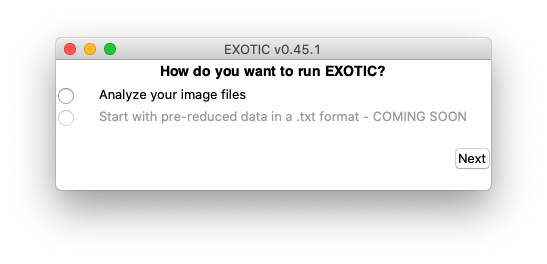 EXOTIC v0.45.1
How do you want to run EXOTIC?
Analyze your image files
Start with pre-reduced data in a .txt format - COMING SOON
Next